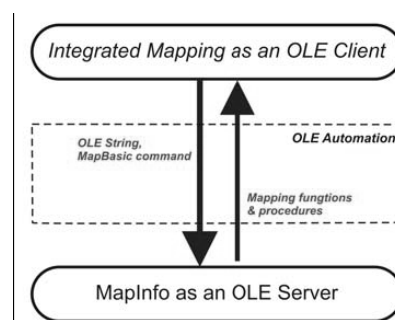 Integrated Mapping as an OLE Client
OLE String,
MapBasic command
OLE Automation
Mapping fungtions
& procedures
MapInfo as an OLE Server